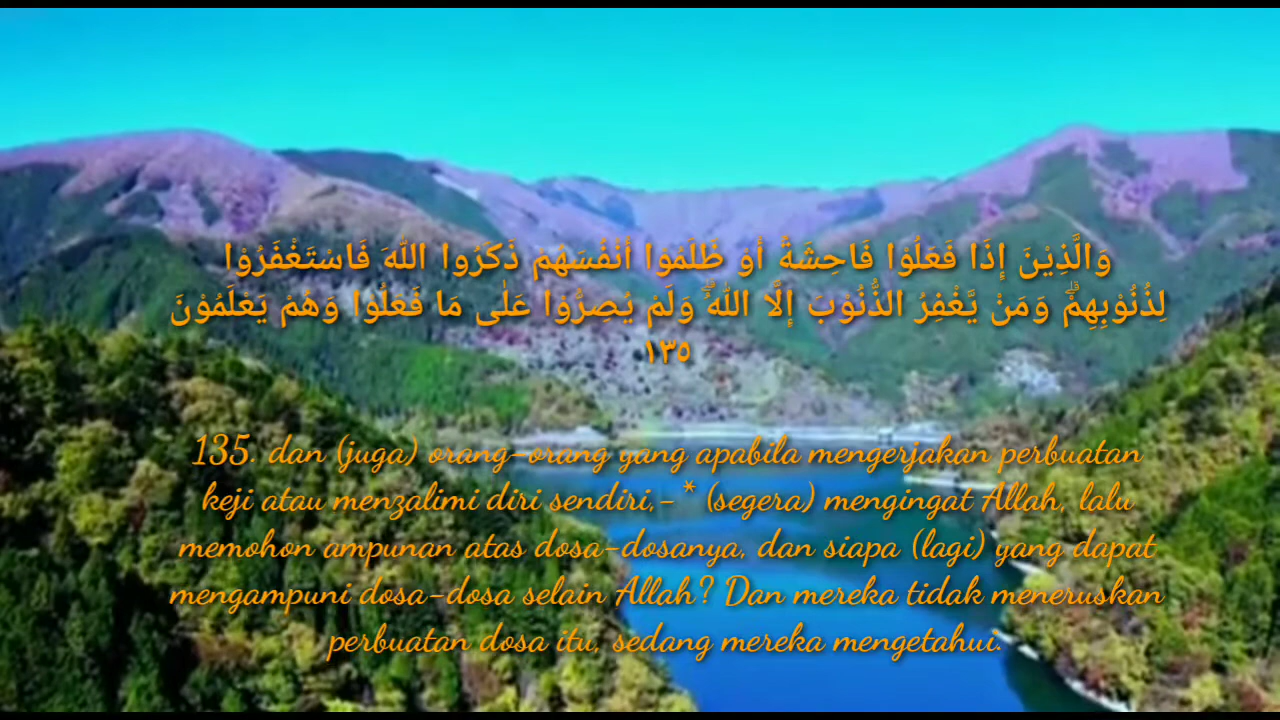 وَالَّذِيْنَ إِذَا فَعَلُوْا فَاحِشَةً أَوْ ظَلَمُوا أَنْفُسَهُمْ ذَكَرُوا اللّٰهَ فَاسْتَغْفَرُوْا
لِذُنُوْبِهِمْۗ وَمَنْ يَّغْفِرُ الذُّنُوْبَ إِلَّا اللّٰهُ ۗ وَلَمْ يُصِرُّوْا عَلٰى مَا فَعَلُوْا وَهُمْ يَعْلَمُوْنَ
١٣٥
135. dan (juga) orang-orang yang apabila mengerjakan perbuatan
keji atau menzalimi diri sendiri,-* (segera) mengingat Allah, lalu
memohon ampunan atas dosa-dosanya, dan siapa (lagi) yang dapat
mengampuni dosa-dosa selain Allah? Dan mereka tidak meneruskan
perbuatan dosa itu, sedang mereka mengetahui.